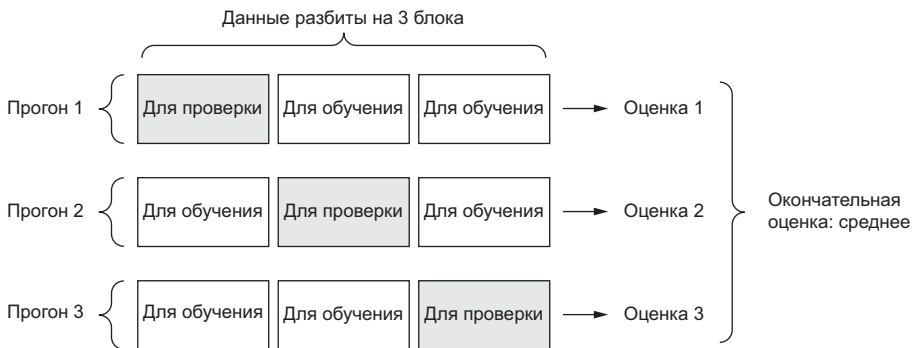 Данные разбиты на 3 блока
Прогон 1 Для проверки Для обучения Для обучения Оценка 1
Прогон 2 Для обучения Для проверки Для обучения Оценка 2
Окончательная
оценка: среднее
Прогон 3 Для обучения Для обучения Для проверки Оценка 3